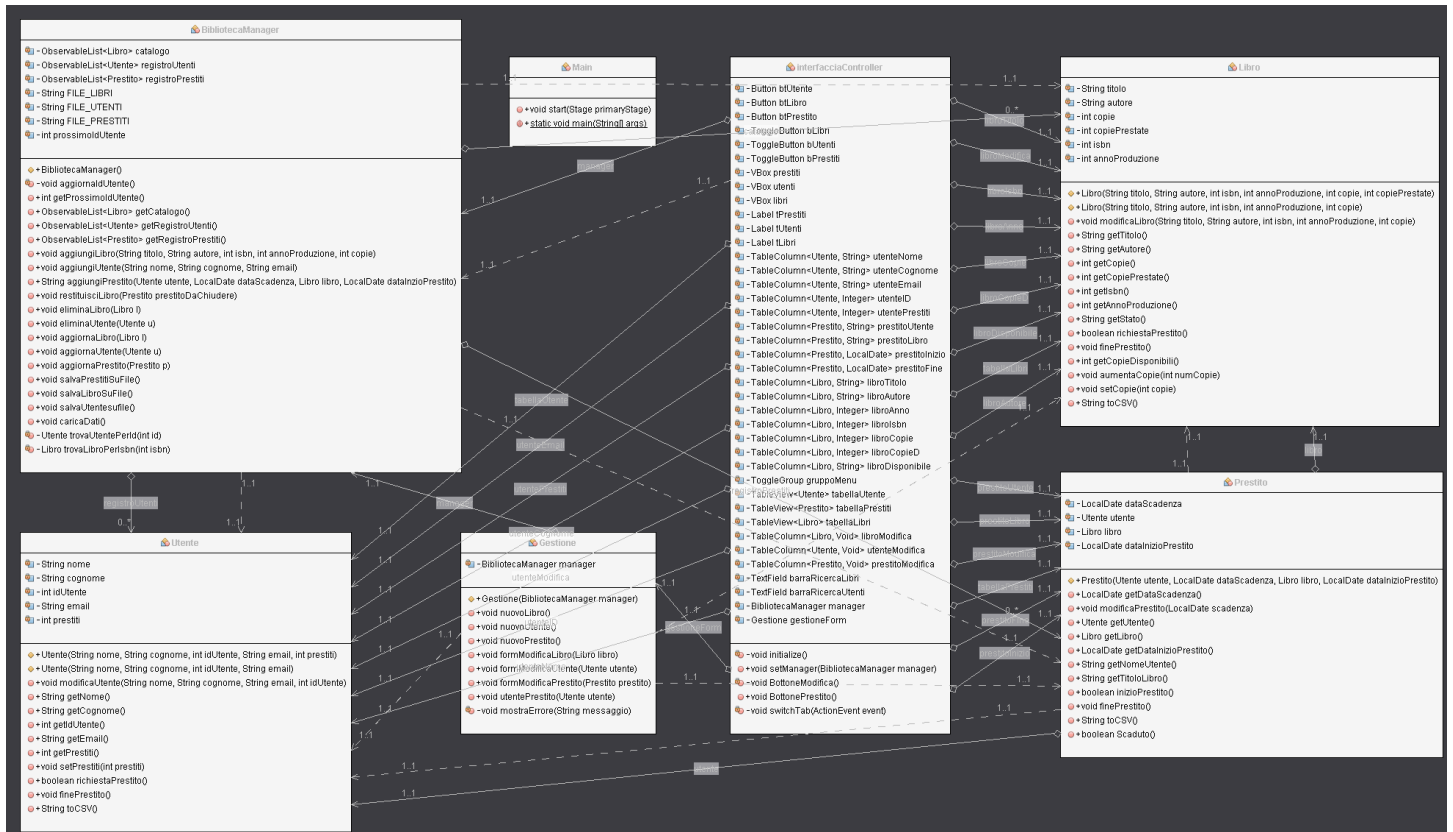 BibliotecaManager
- ObservableList<Libro> catalogo
- ObservableList<Utente> registroUtenti
- ObservableList<Prestito> registroPrestiti
- String FILE_LIBRI
- String FILE_UTENTI
- String FILE_PRESTITI
- int prossimoIdUtente
+ BibliotecaManager()
- void aggiornaIdUtente()
+ int getProssimoIdUtente()
+ ObservableList<Libro> getCatalogo()
+ ObservableList<Utente> getRegistroUtenti()
+ ObservableList<Prestito> getRegistroPrestiti()
+ void aggiungiLibro(String titolo, String autore, int isbn, int annoProduzione, int copie)
+ void aggiungiUtente(String nome, String cognome, String email)
+ String aggiungiPrestito(Utente utente, LocalDate dataScadenza, Libro libro, LocalDate dataInzioPrestito)
+ void restituisciLibro(Prestito prestitoDaChiudere)
+ void eliminaLibro(Libro l)
+ void eliminaUtente(Utente u)
+ void aggiornaLibro(Libro l)
+ void aggiornaUtente(Utente u)
+ void aggiornaPrestito(Prestito p)
+ void salvaPrestitiSuFile()
+ void salvaLibroSuFile()
+ void salvaUtentesufile()
+ void caricaDati()
- Utente trovaUtentePerId(int id)
- Libro trovaLibroPerIsbn(int isbn)
Main
+ void start(Stage primaryStage)
+ static void main(String[] args)
interfacciaController
- Button btUtente
- Button btLibro
- Button btPrestito
- ToggleButton bLibri
- ToggleButton bUtenti
- ToggleButton bPrestiti
- VBox prestiti
- VBox utenti
- VBox libri
- Label tPrestiti
- Label tUtenti
- Label tLibri
- TableColumn<Utente, String> utenteNome
- TableColumn<Utente, String> utenteCognome
- TableColumn<Utente, String> utenteEmail
- TableColumn<Utente, Integer> utenteID
- TableColumn<Utente, Integer> utentePrestiti
- TableColumn<Prestito, String> prestitoUtente
- TableColumn<Prestito, String> prestitoLibro
- TableColumn<Prestito, LocalDate> prestitoInizio
- TableColumn<Prestito, LocalDate> prestitoFine
- TableColumn<Libro, String> libroTitolo
- TableColumn<Libro, String> libroAutore
- TableColumn<Libro, Integer> libroAnno
- TableColumn<Libro, Integer> libroIsbn
- TableColumn<Libro, Integer> libroCopie
- TableColumn<Libro, Integer> libroCopieD
- TableColumn<Libro, String> libroDisponibile
- ToggleGroup gruppoMenu
- TableView<Utente> tabellaUtente
- TableView<Prestito> tabellaPrestiti
- TableView<Libro> tabellaLibri
- TableColumn<Libro, Void> libroModifica
- TableColumn<Utente, Void> utenteModifica
- TableColumn<Prestito, Void> prestitoModifica
- TextField barraRicercaLibri
- TextField barraRicercaUtenti
- BibliotecaManager manager
- Gestione gestioneForm
- void initialize()
+ void setManager(BibliotecaManager manager)
- void BottoneModifica()
- void BottonePrestito()
- void switchTab(ActionEvent event)
Libro
- String titolo
- String autore
- int copie
- int copiePrestate
- int isbn
- int annoProduzione
+ Libro(String titolo, String autore, int isbn, int annoProduzione, int copie, int copiePrestate)
+ Libro(String titolo, String autore, int isbn, int annoProduzione, int copie)
+ void modificaLibro(String titolo, String autore, int isbn, int annoProduzione, int copie)
+ String getTitolo()
+ String getAutore()
+ int getCopie()
+ int getCopiePrestate()
+ int getIsbn()
+ int getAnnoProduzione()
+ String getStato()
+ boolean richiestaPrestito()
+ void finePrestito()
+ int getCopieDisponibili()
+ void aumentaCopie(int numCopie)
+ void setCopie(int copie)
+ String toCSV()
Utente
- String nome
- String cognome
- int idUtente
- String email
- int prestiti
+ Utente(String nome, String cognome, int idUtente, String email, int prestiti)
+ Utente(String nome, String cognome, int idUtente, String email)
+ void modificaUtente(String nome, String cognome, String email, int idUtente)
+ String getNome()
+ String getCognome()
+ int getIdUtente()
+ String getEmail()
+ int getPrestiti()
+ void setPrestiti(int prestiti)
+ boolean richiestaPrestito()
+ void finePrestito()
+ String toCSV()
Gestione
- BibliotecaManager manager
+ Gestione(BibliotecaManager manager)
+ void nuovoLibro()
+ void nuovoUtente()
+ void nuovoPrestito()
+ void formModificaLibro(Libro libro)
+ void formModificaUtente(Utente utente)
+ void formModificaPrestito(Prestito prestito)
+ void utentePrestito(Utente utente)
- void mostraErrore(String messaggio)
Prestito
- LocalDate dataScadenza
- Utente utente
- Libro libro
- LocalDate dataInizioPrestito
+ Prestito(Utente utente, LocalDate dataScadenza, Libro libro, LocalDate dataInizioPrestito)
+ LocalDate getDataScadenza()
+ void modificaPrestito(LocalDate scadenza)
+ Utente getUtente()
+ Libro getLibro()
+ LocalDate getDataInizioPrestito()
+ String getNomeUtente()
+ String getTitoloLibro()
+ boolean inizioPrestito()
+ void finePrestito()
+ String toCSV()
+ boolean Scaduto()
manager
registroUtenti
0..*
1..1
tabellaUtente
utenteEmail
utentePrestiti
utenteCognome
utenteModifica
utenteID
gestioneForm
libroModifica
libroCopieD
libroDisponibile
tabellaLibri
prestitoModifica
tabellaPrestiti